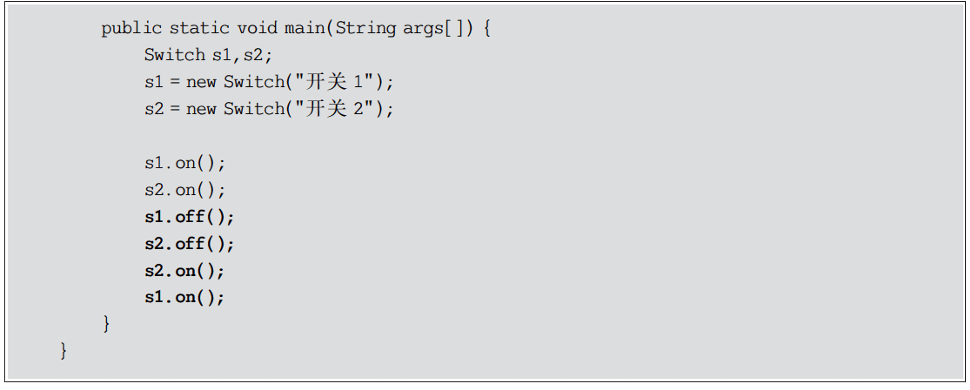 public static void main(String args[]) {
Switch s1,s2;
s1 = new Switch("开关 1");
s2 = new Switch("开关 2");
s1.on();
s2.on();
s1.off();
s2.off();
s2.on();
s1.on();
}
}